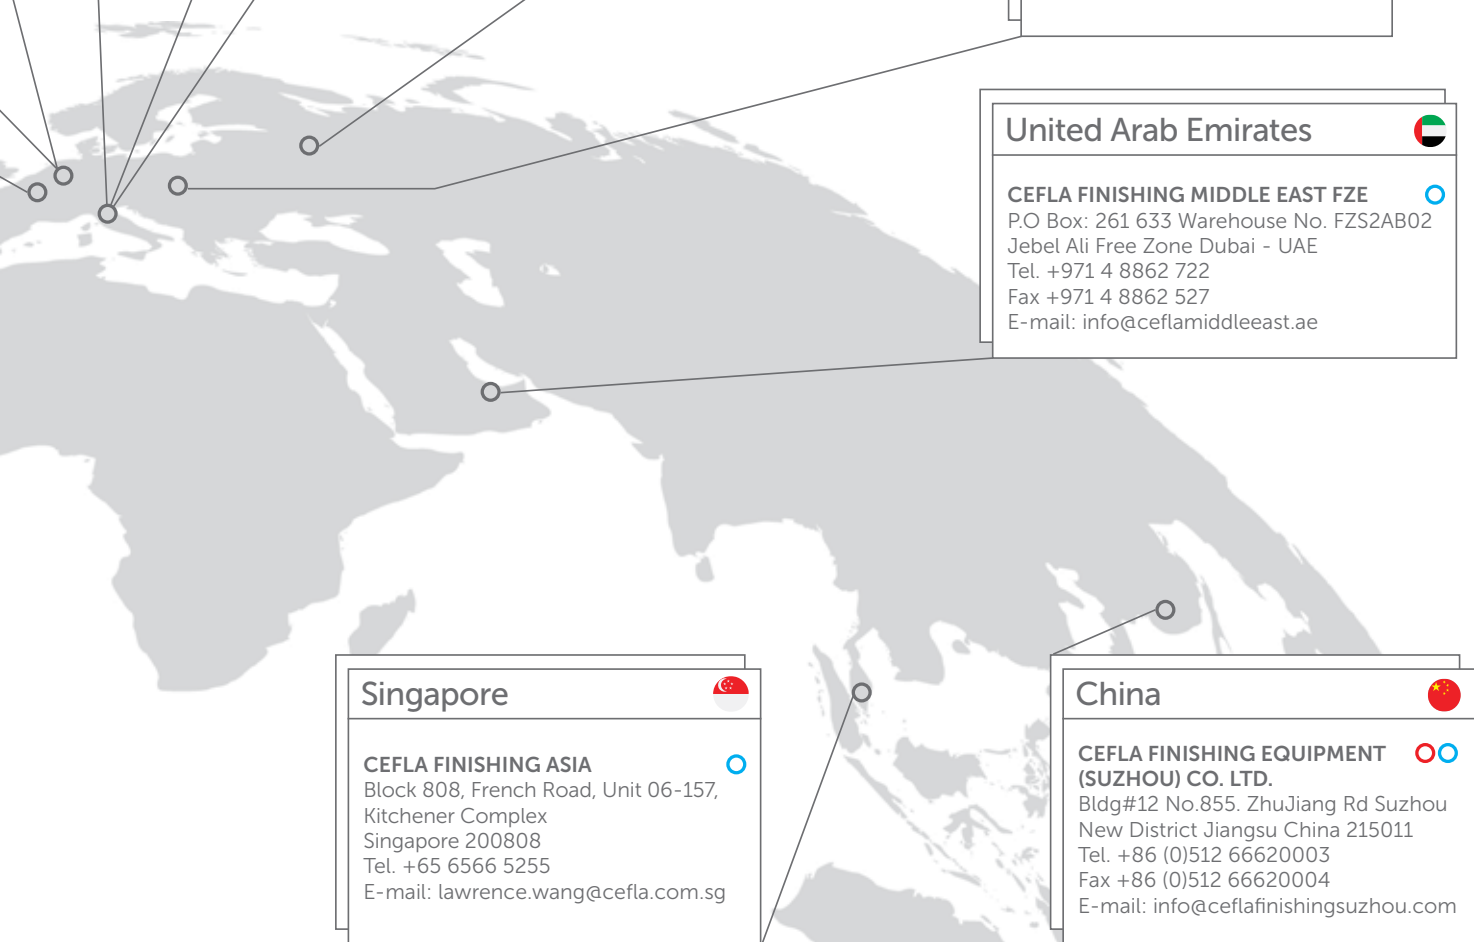 United Arab Emirates
CEFLA FINISHING MIDDLE EAST FZE
P.O Box: 261 633 Warehouse No. FZS2AB02
Jebel Ali Free Zone Dubai - UAE
Tel. +971 4 8862 722
Fax +971 4 8862 527
E-mail: info@ceflamiddleeast.ae
Singapore
CEFLA FINISHING ASIA
Block 808, French Road, Unit 06-157,
Kitchener Complex
Singapore 200808
Tel. +65 6566 5255
E-mail: lawrence.wang@cefla.com.sg
China
CEFLA FINISHING EQUIPMENT
(SUZHOU) CO. LTD.
Bldg#12 No.855. ZhuJiang Rd Suzhou
New District Jiangsu China 215011
Tel. +86 (0)512 66620003
Fax +86 (0)512 66620004
E-mail: info@ceflafinishingsuzhou.com